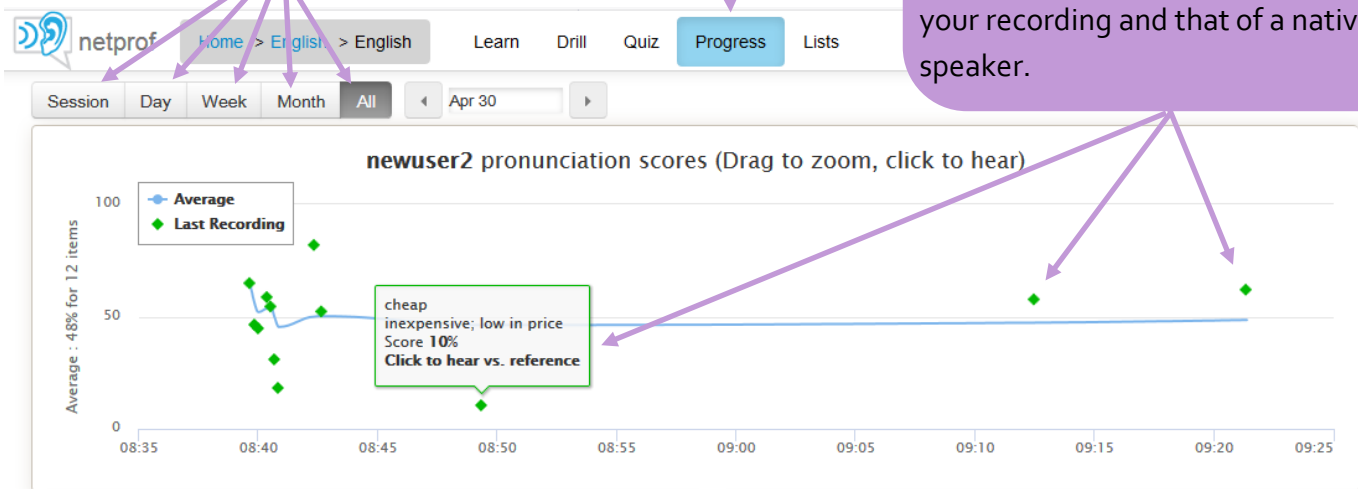 your recording and that of a nativ
speaker.
netprof
Home > English > English
Learn Drill Quiz Progress Lists
Session Day Week Month All Apr 30
newuser2 pronunciation scores (Drag to zoom, click to hear)
Average
Last Recording
Average : 48% for 12 items
100
50
0
cheap
inexpensive; low in price
Score 10%
Click to hear vs. reference
08:35 08:40 08:45 08:50 08:55 09:00 09:05 09:10 09:15 09:20 09:25